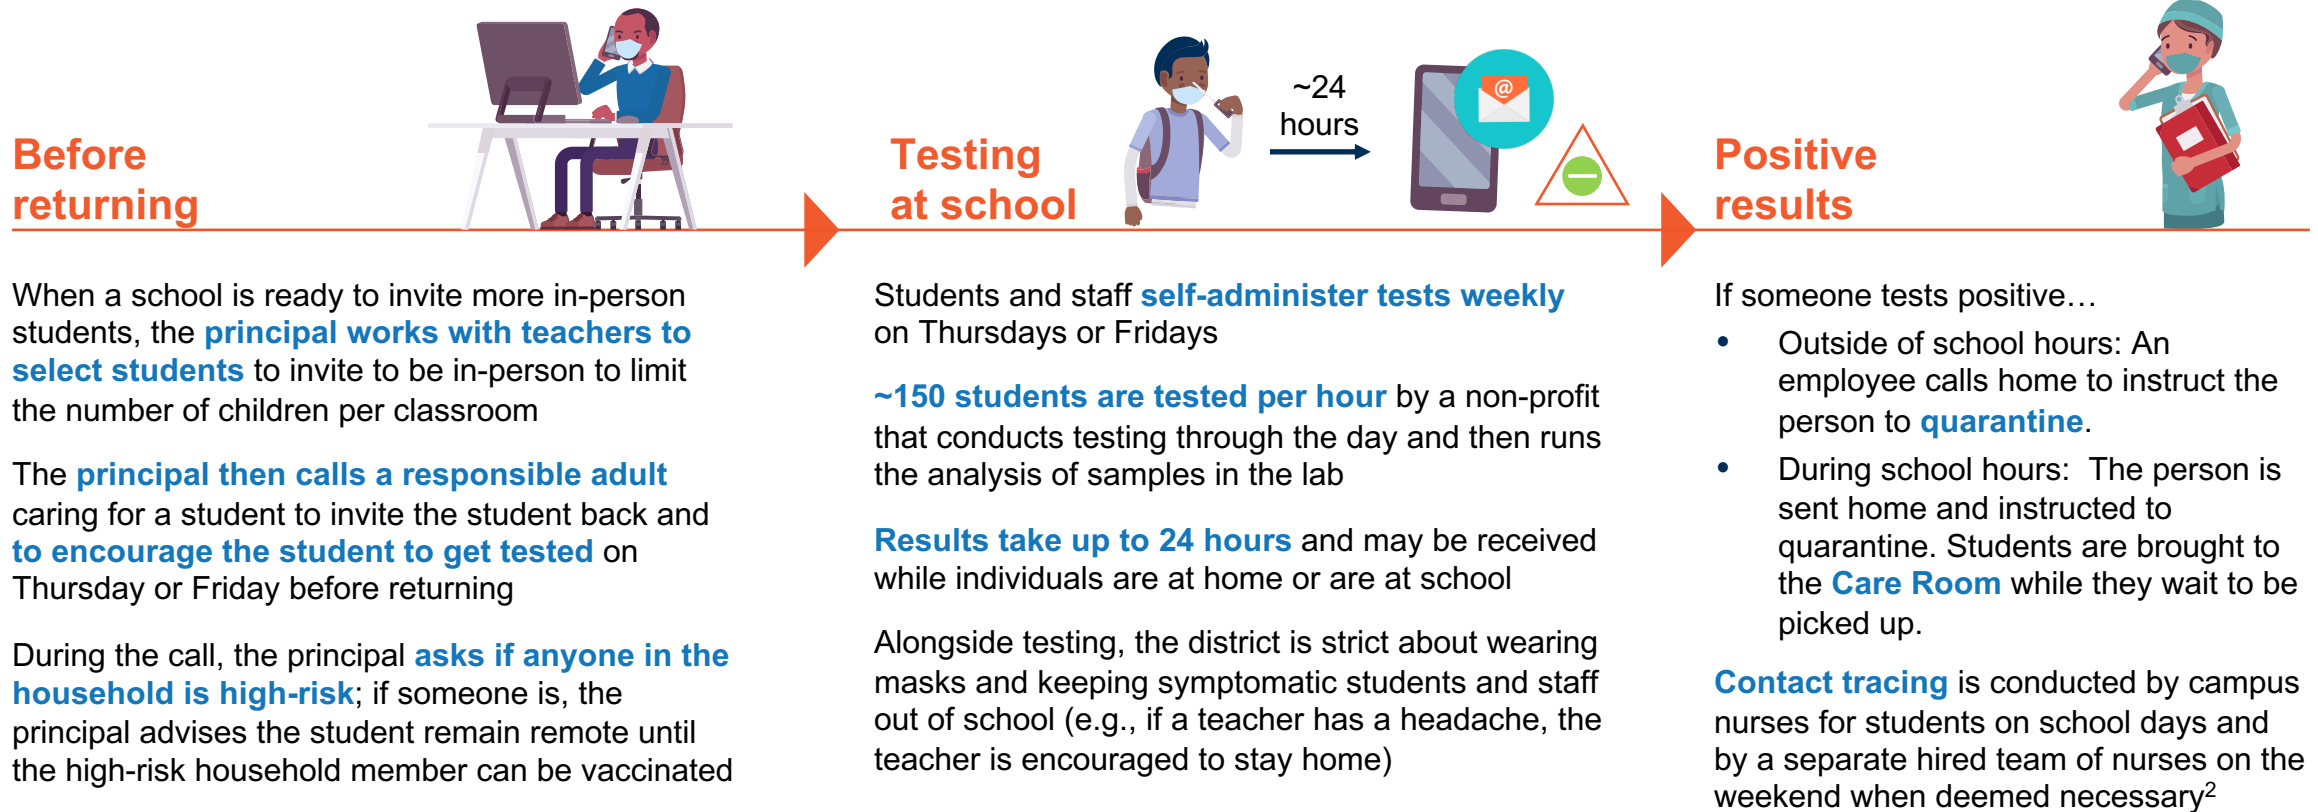 Before
returning
When a school is ready to invite more in-person
students, the principal works with teachers to
select students to invite to be in-person to limit
the number of children per classroom
The principal then calls a responsible adult
caring for a student to invite the student back and
to encourage the student to get tested on
Thursday or Friday before returning
During the call, the principal asks if anyone in the
household is high-risk; if someone is, the
principal advises the student remain remote until
the high-risk household member can be vaccinated
Testing
at school
~24
hours
@
Students and staff self-administer tests weekly
on Thursdays or Fridays
~150 students are tested per hour by a non-profit
that conducts testing through the day and then runs
the analysis of samples in the lab
Results take up to 24 hours and may be received
while individuals are at home or are at school
Alongside testing, the district is strict about wearing
masks and keeping symptomatic students and staff
out of school (e.g., if a teacher has a headache, the
teacher is encouraged to stay home)
Positive
results
If someone tests positive…
• Outside of school hours: An
employee calls home to instruct the
person to quarantine.
• During school hours:  The person is
sent home and instructed to
quarantine. Students are brought to
the Care Room while they wait to be
picked up.
Contact tracing is conducted by campus
nurses for students on school days and
by a separate hired team of nurses on the
weekend when deemed necessary²